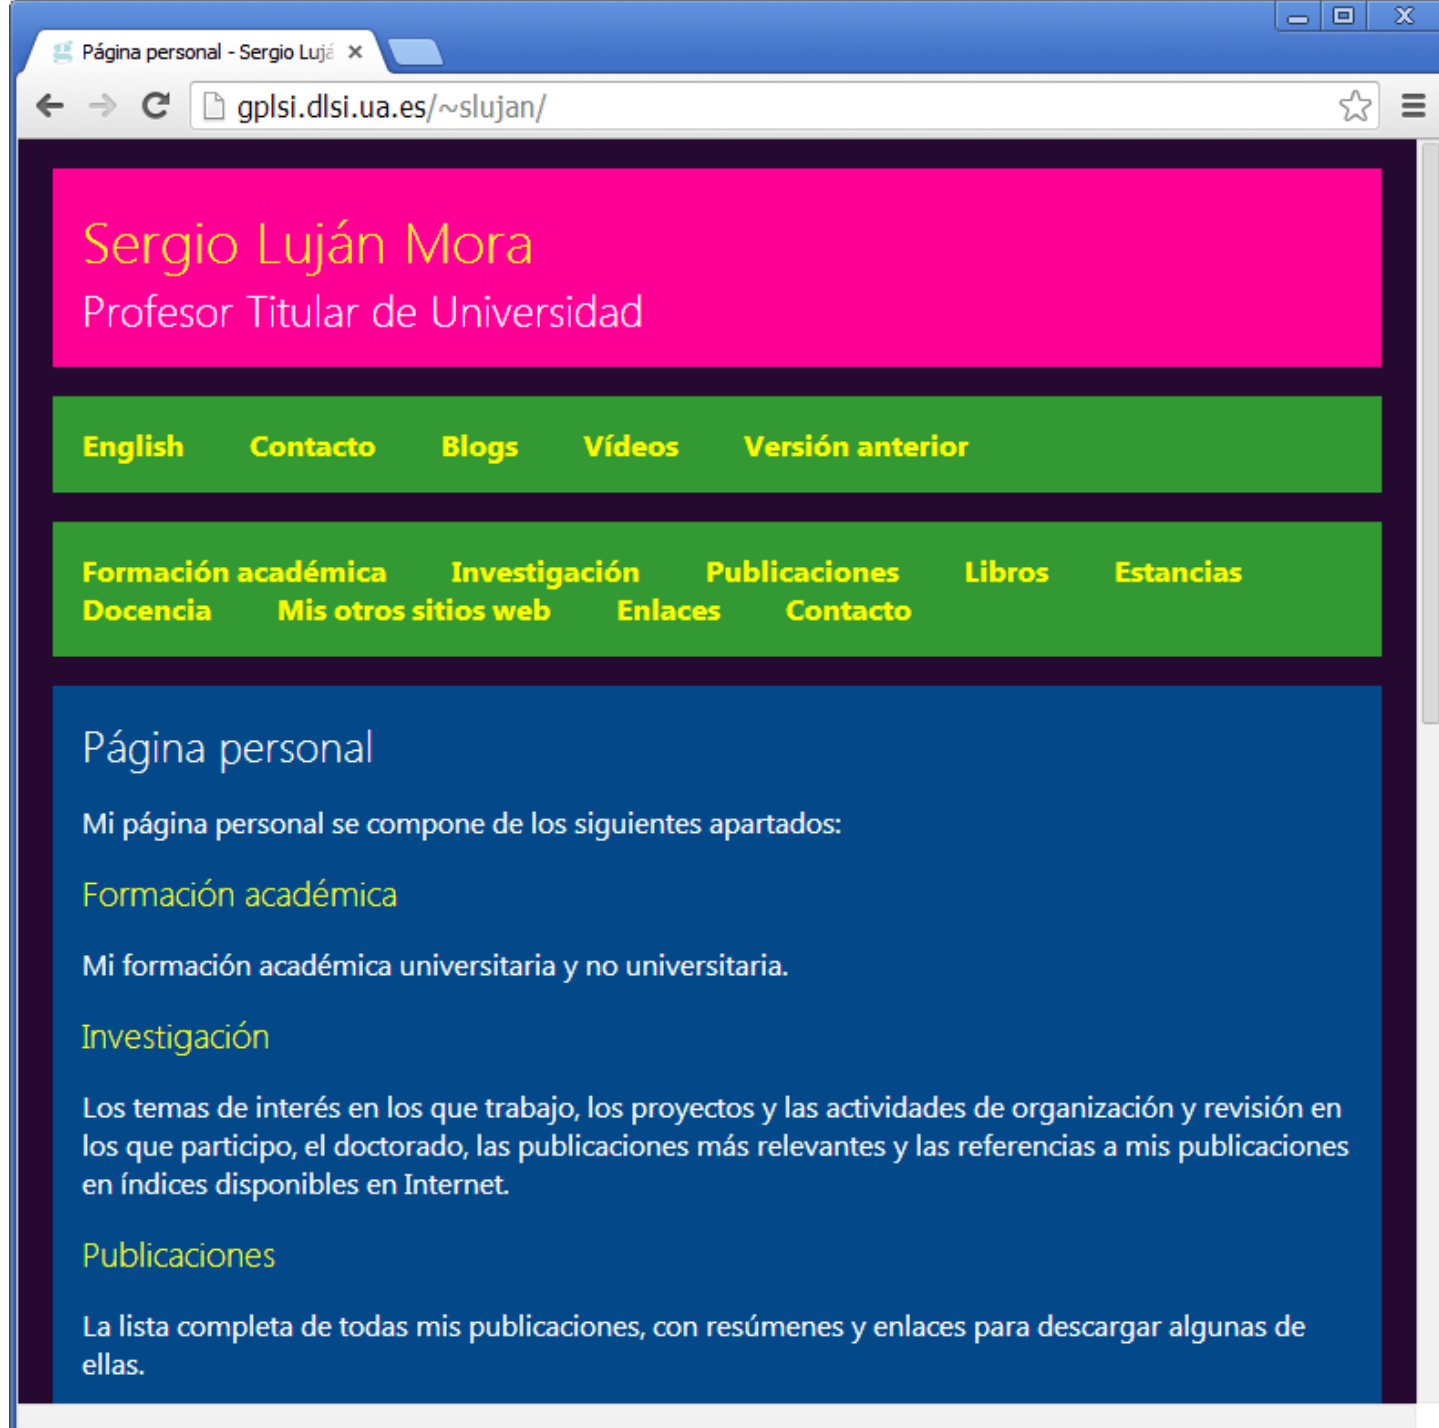 Página personal - Sergio Luján
gplsi.dlsi.ua.es/~slujan/
Sergio Luján Mora
Profesor Titular de Universidad
English Contacto Blogs Vídeos Versión anterior
Formación académica Investigación Publicaciones Libros Estancias
Docencia Mis otros sitios web Enlaces Contacto
Página personal
Mi página personal se compone de los siguientes apartados:
Formación académica
Mi formación académica universitaria y no universitaria.
Investigación
Los temas de interés en los que trabajo, los proyectos y las actividades de organización y revisión en
los que participo, el doctorado, las publicaciones más relevantes y las referencias a mis publicaciones
en índices disponibles en Internet.
Publicaciones
La lista completa de todas mis publicaciones, con resúmenes y enlaces para descargar algunas de
ellas.